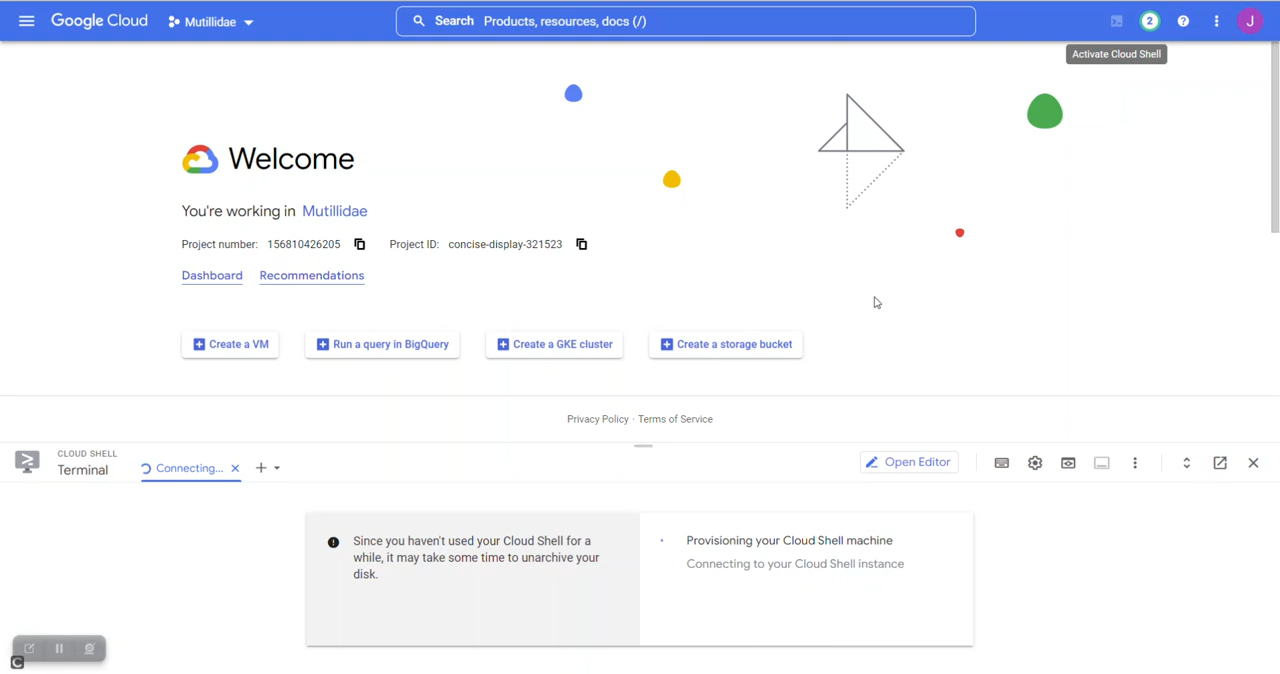 Google Cloud Mutillidae Search Products, resources, docs (/) 2 J
Activate Cloud Shell
Welcome
You're working in Mutillidae
Project number: 156810426205 Project ID: concise-display-321523
Dashboard Recommendations
Create a VM Run a query in BigQuery Create a GKE cluster Create a storage bucket
Privacy Policy · Terms of Service
CLOUD SHELL
Terminal Connecting... Open Editor
Since you haven't used your Cloud Shell for a
while, it may take some time to unarchive your
disk.
Provisioning your Cloud Shell machine
Connecting to your Cloud Shell instance